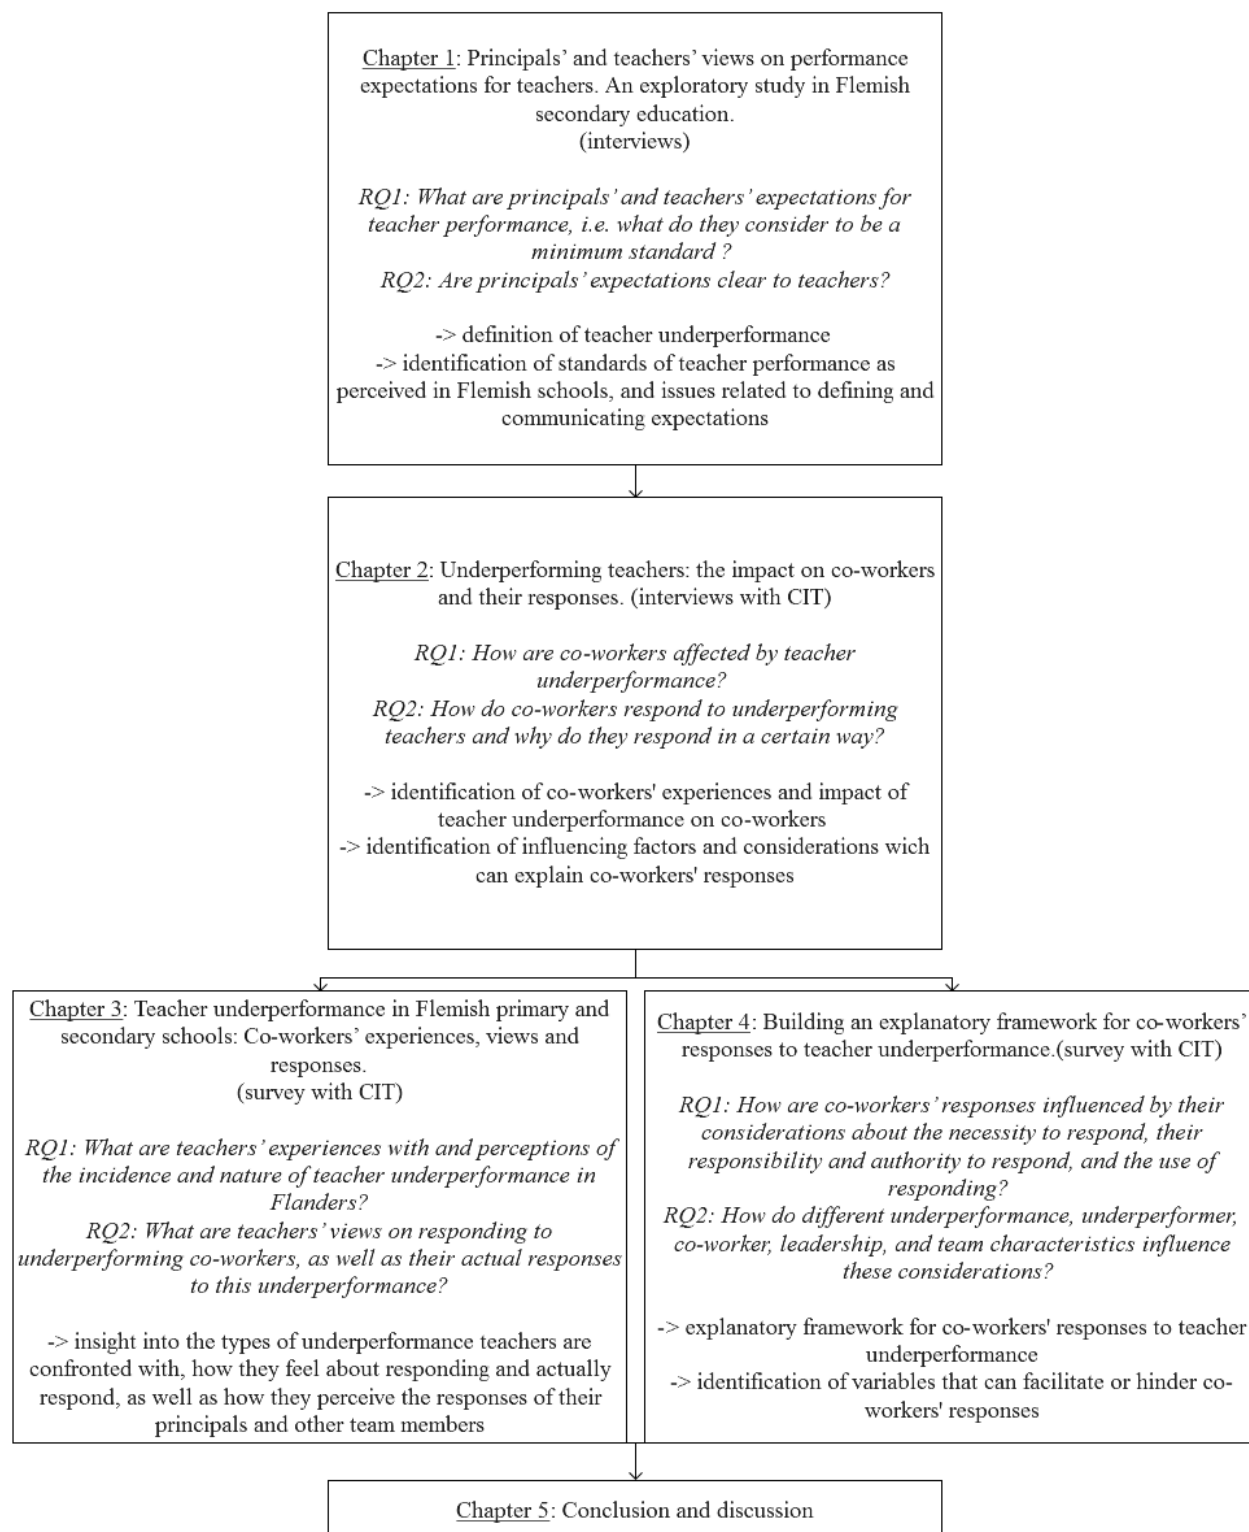 Chapter 1: Principals’ and teachers’ views on performance
expectations for teachers. An exploratory study in Flemish
secondary education.
(interviews)
RQ1: What are principals’ and teachers’ expectations for
teacher performance, i.e. what do they consider to be a
minimum standard ?
RQ2: Are principals’ expectations clear to teachers?
-> definition of teacher underperformance
-> identification of standards of teacher performance as
perceived in Flemish schools, and issues related to defining and
communicating expectations
Chapter 2: Underperforming teachers: the impact on co-workers
and their responses. (interviews with CIT)
RQ1: How are co-workers affected by teacher
underperformance?
RQ2: How do co-workers respond to underperforming
teachers and why do they respond in a certain way?
-> identification of co-workers' experiences and impact of
teacher underperformance on co-workers
-> identification of influencing factors and considerations wich
can explain co-workers' responses
Chapter 3: Teacher underperformance in Flemish primary and
secondary schools: Co-workers’ experiences, views and
responses.
(survey with CIT)
RQ1: What are teachers’ experiences with and perceptions of
the incidence and nature of teacher underperformance in
Flanders?
RQ2: What are teachers’ views on responding to
underperforming co-workers, as well as their actual responses
to this underperformance?
-> insight into the types of underperformance teachers are
confronted with, how they feel about responding and actually
respond, as well as how they perceive the responses of their
principals and other team members
Chapter 4: Building an explanatory framework for co-workers’
responses to teacher underperformance.(survey with CIT)
RQ1: How are co-workers’ responses influenced by their
considerations about the necessity to respond, their
responsibility and authority to respond, and the use of
responding?
RQ2: How do different underperformance, underperformer,
co-worker, leadership, and team characteristics influence
these considerations?
-> explanatory framework for co-workers' responses to teacher
underperformance
-> identification of variables that can facilitate or hinder co-
workers' responses
Chapter 5: Conclusion and discussion